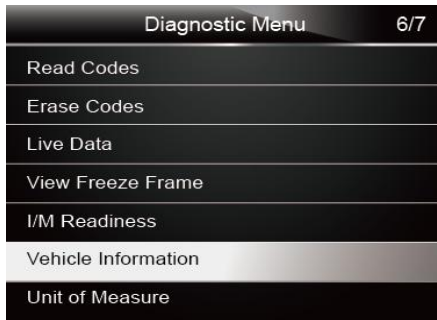 Diagnostic Menu 6/7
Read Codes
Erase Codes
Live Data
View Freeze Frame
I/M Readiness
Vehicle Information
Unit of Measure